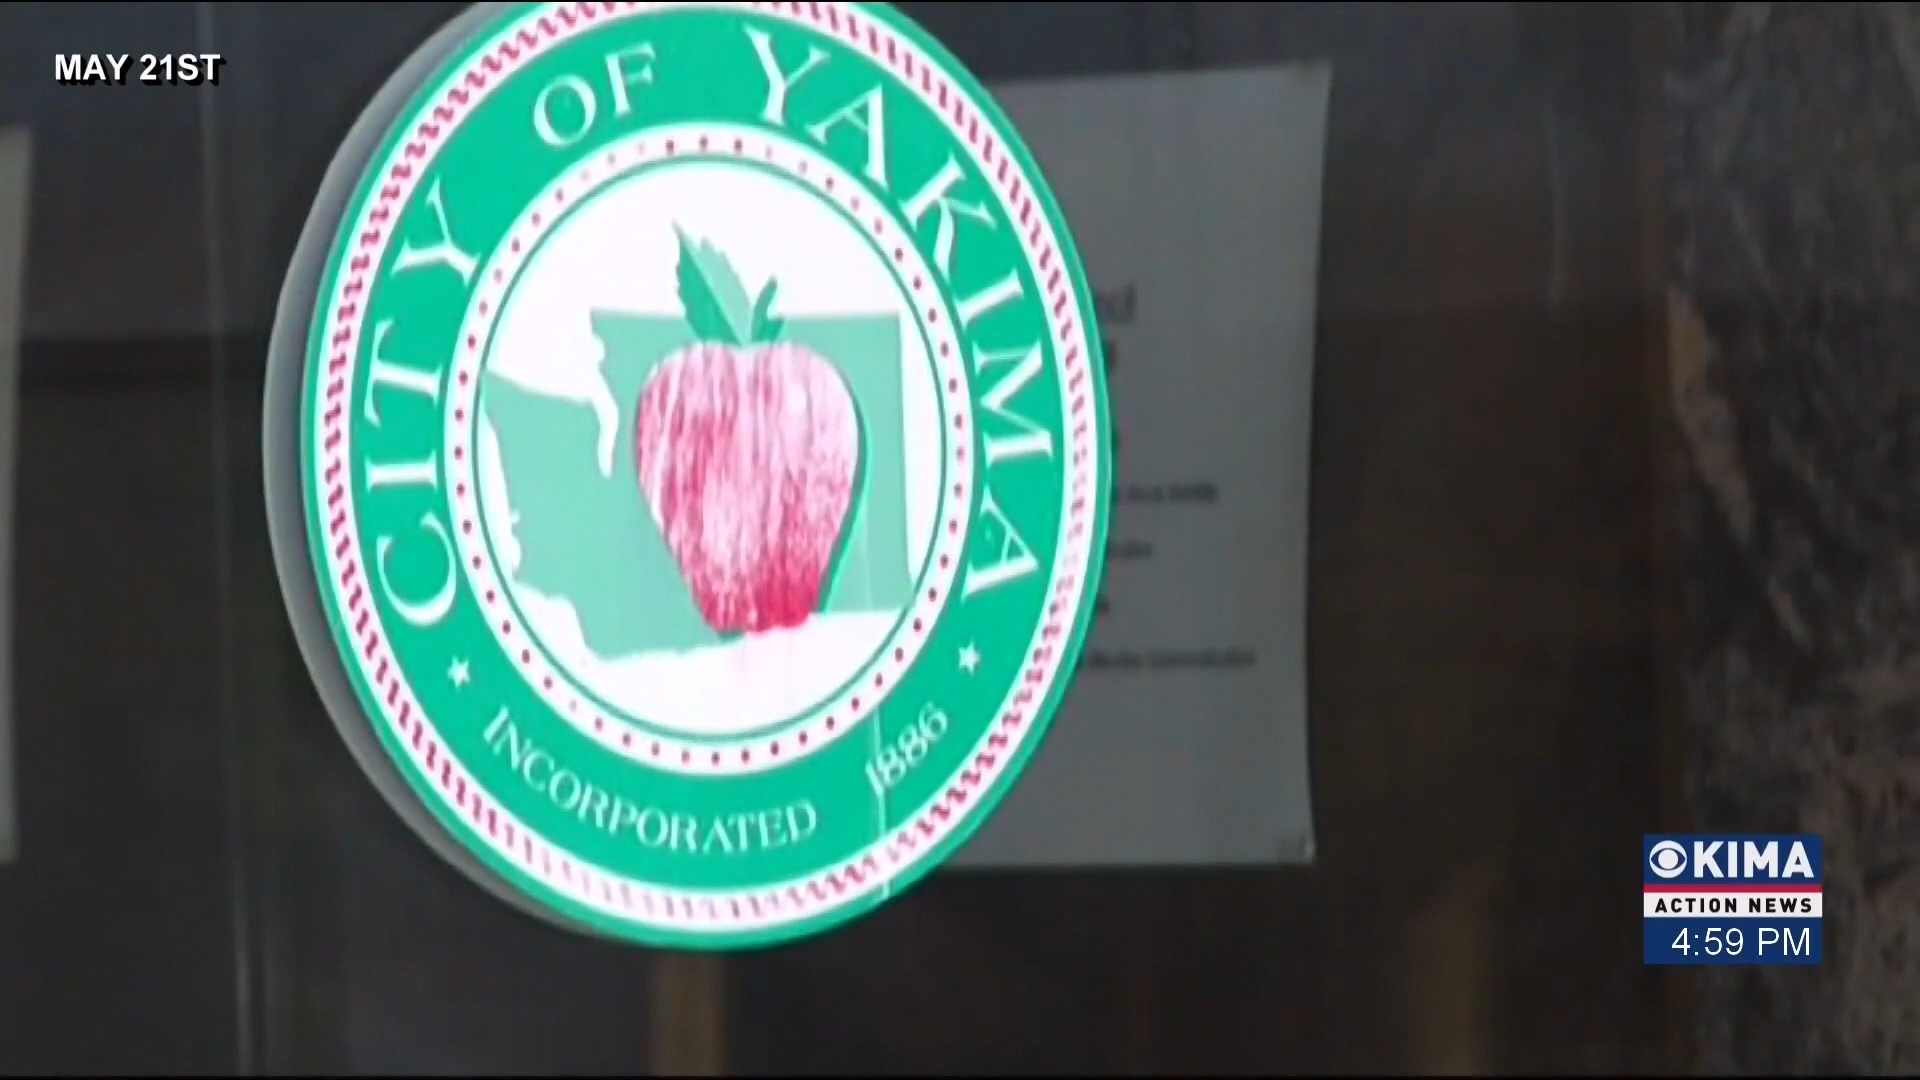 MAY 21ST
CITY OF YAKIMA
INCORPORATED 1886
KIMA
ACTION NEWS
4:59 PM